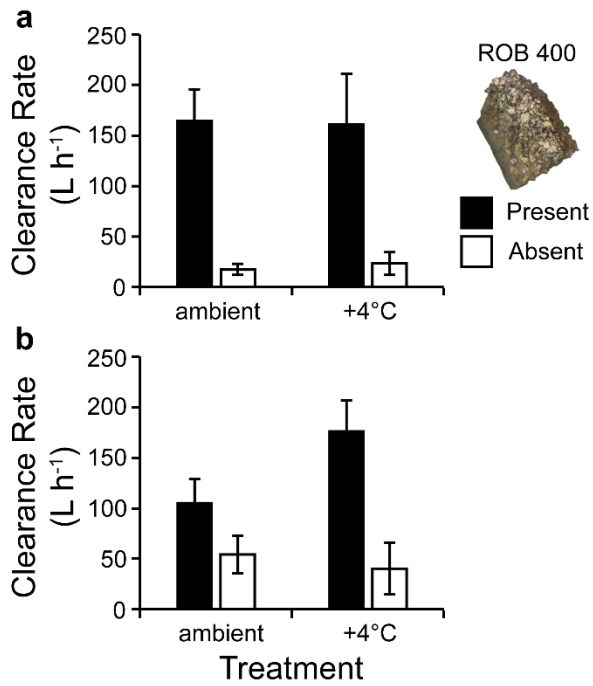 a
Clearance Rate
(L h⁻¹)
250
200
150
100
50
0
ambient
+4°C
ROB 400
Present
Absent
b
Clearance Rate
(L h⁻¹)
250
200
150
100
50
0
ambient
+4°C
Treatment